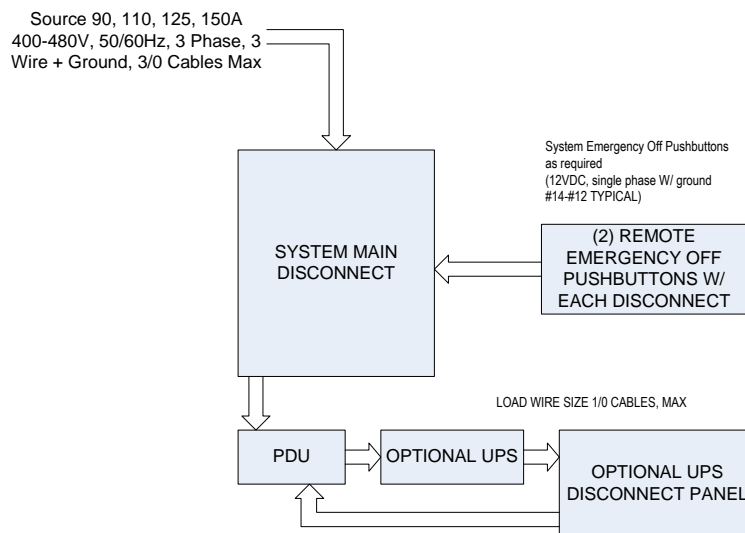 Source 90, 110, 125, 150A
400-480V, 50/60Hz, 3 Phase, 3
Wire + Ground, 3/0 Cables Max
System Emergency Off Pushbuttons
as required
(12VDC, single phase W/ ground
#14-#12 TYPICAL)
SYSTEM MAIN
DISCONNECT
(2) REMOTE
EMERGENCY OFF
PUSHBUTTONS W/
EACH DISCONNECT
LOAD WIRE SIZE 1/0 CABLES, MAX
PDU
OPTIONAL UPS
OPTIONAL UPS
DISCONNECT PANEL